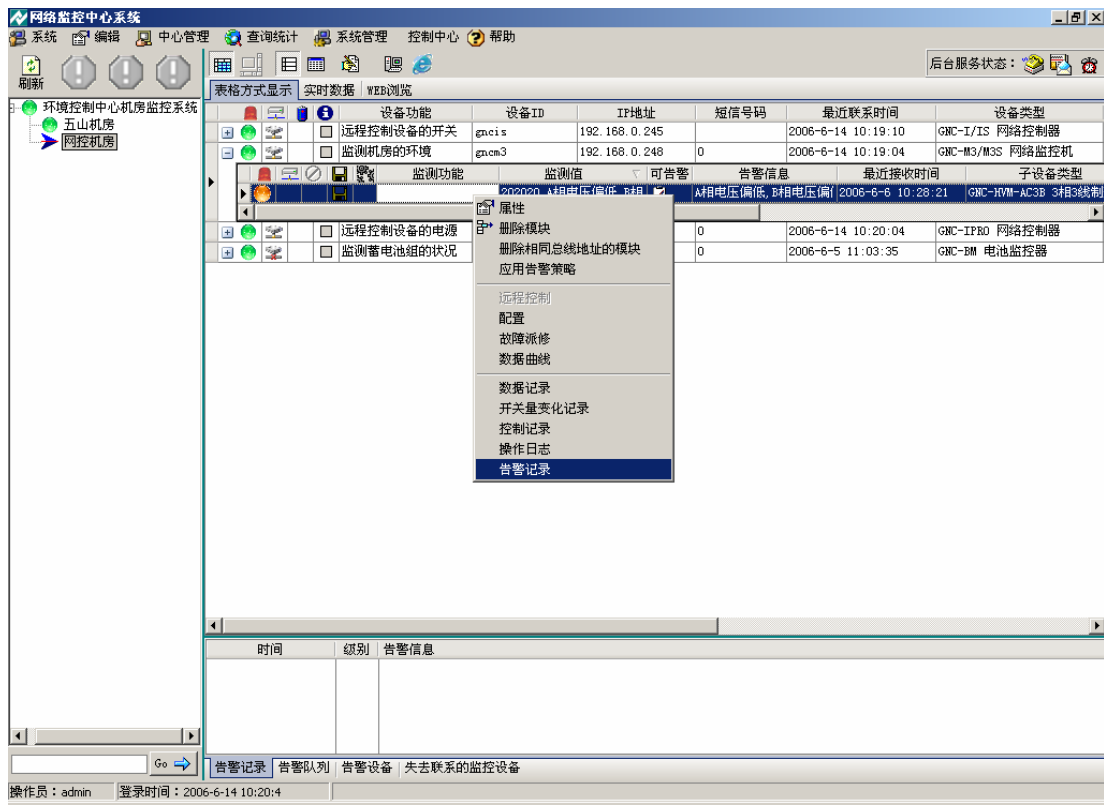 网络监控中心系统
系统 编辑 中心管理 查询统计 系统管理 控制中心 帮助
刷新
后台服务状态：
表格方式显示 实时数据 WEB浏览
环境控制中心机房监控系统
五山机房
网控机房
设备功能 设备ID IP地址 短信号码 最近联系时间 设备类型
远程控制设备的开关 gncis 192.168.0.245 2006-6-14 10:19:10 GNC-I/IS 网络控制器
监测机房的环境 gncm3 192.168.0.248 0 2006-6-14 10:19:04 GNC-M3/M3S 网络监控机
监测功能 监测值 可告警 告警信息 最近接收时间 子设备类型
202020 A相电压偏低,B相 A相电压偏低,B相电压偏 2006-6-6 10:28:21 GNC-HVM-AC3B 3相3线制
远程控制设备的电源 0 2006-6-14 10:20:04 GNC-IPRO 网络控制器
监测蓄电池组的状况 0 2006-6-5 11:03:35 GNC-BM 电池监控器
属性
删除模块
删除相同总线地址的模块
应用告警策略
远程控制
配置
故障派修
数据曲线
数据记录
开关量变化记录
控制记录
操作日志
告警记录
时间 级别 告警信息
Go
告警记录 告警队列 告警设备 失去联系的监控设备
操作员：admin 登录时间：2006-6-14 10:20:4